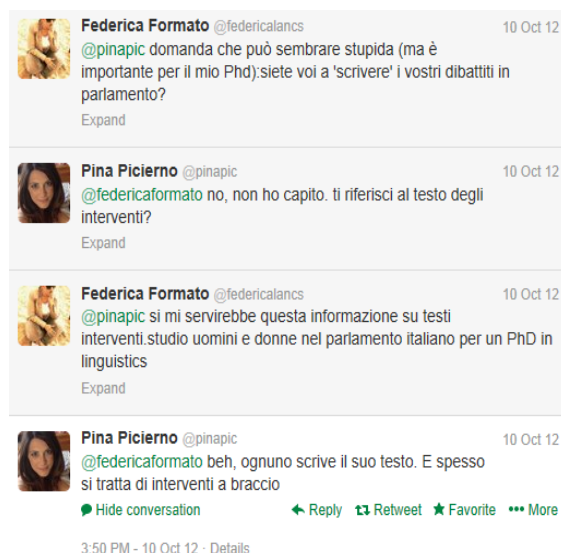 Federica Formato @federicalancs 10 Oct 12
@pinapic domanda che può sembrare stupida (ma è
importante per il mio Phd):siete voi a 'scrivere' i vostri dibattiti in
parlamento?
Expand
Pina Picierno @pinapic 10 Oct 12
@federicaformato no, non ho capito. ti riferisci al testo degli
interventi?
Expand
Federica Formato @federicalancs 10 Oct 12
@pinapic si mi servirebbe questa informazione su testi
interventi.studio uomini e donne nel parlamento italiano per un PhD in
linguistics
Expand
Pina Picierno @pinapic 10 Oct 12
@federicaformato beh, ognuno scrive il suo testo. E spesso
si tratta di interventi a braccio
Hide conversation Reply Retweet Favorite More
3:50 PM - 10 Oct 12 · Details